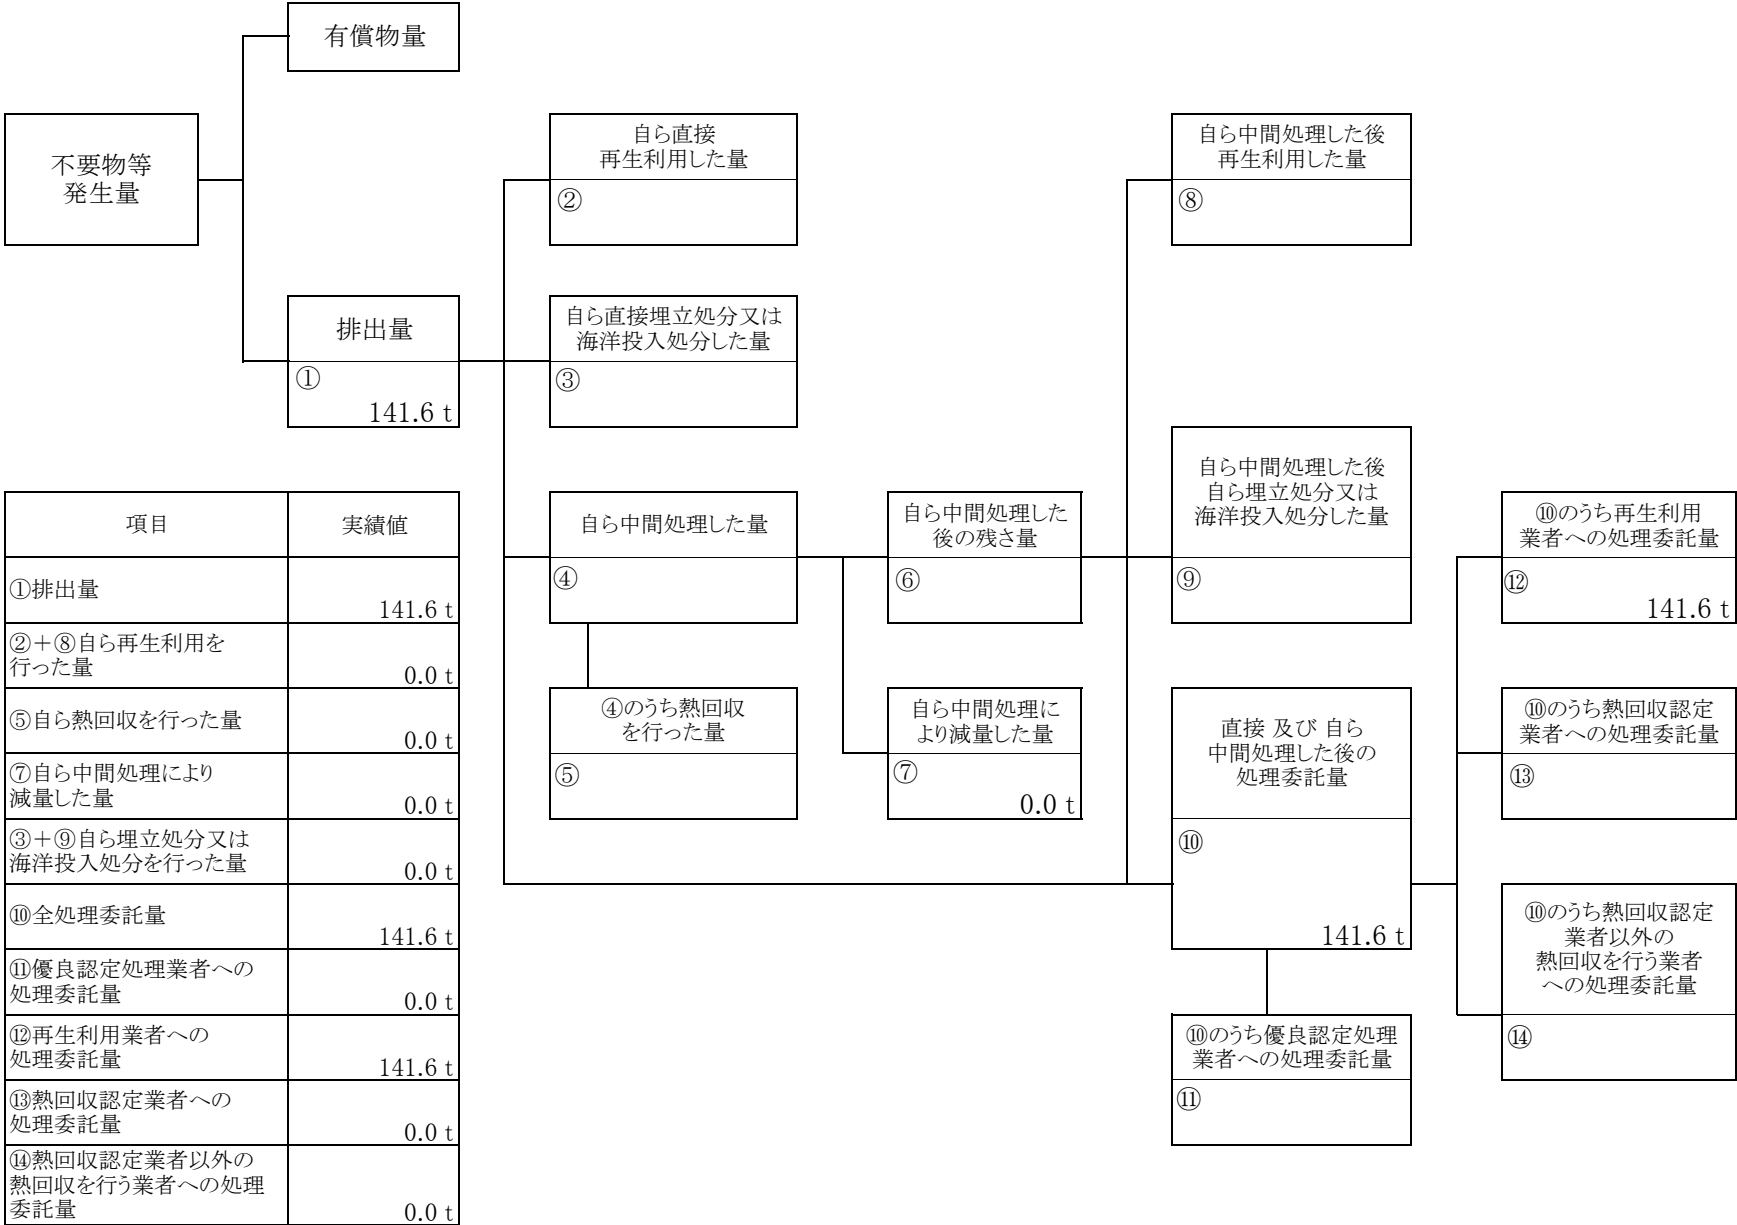 有償物量
不要物等
発生量
自ら直接
再生利用した量
②
自ら中間処理した後
再生利用した量
⑧
排出量
①
141.6 t
自ら直接埋立処分又は
海洋投入処分した量
③
自ら中間処理した量
④
自ら中間処理した
後の残さ量
⑥
自ら中間処理した後
自ら埋立処分又は
海洋投入処分した量
⑨
⑩のうち再生利用
業者への処理委託量
⑫
141.6 t
④のうち熱回収
を行った量
⑤
自ら中間処理に
より減量した量
⑦
0.0 t
直接 及び 自ら
中間処理した後の
処理委託量
⑩
141.6 t
⑩のうち熱回収認定
業者への処理委託量
⑬
⑩のうち熱回収認定
業者以外の
熱回収を行う業者
への処理委託量
⑭
⑩のうち優良認定処理
業者への処理委託量
⑪
項目 実績値
①排出量
141.6 t
②＋⑧自ら再生利用を
行った量
0.0 t
⑤自ら熱回収を行った量
0.0 t
⑦自ら中間処理により
減量した量
0.0 t
③＋⑨自ら埋立処分又は
海洋投入処分を行った量
0.0 t
⑩全処理委託量
141.6 t
⑪優良認定処理業者への
処理委託量
0.0 t
⑫再生利用業者への
処理委託量
141.6 t
⑬熱回収認定業者への
処理委託量
0.0 t
⑭熱回収認定業者以外の
熱回収を行う業者への処理
委託量
0.0 t